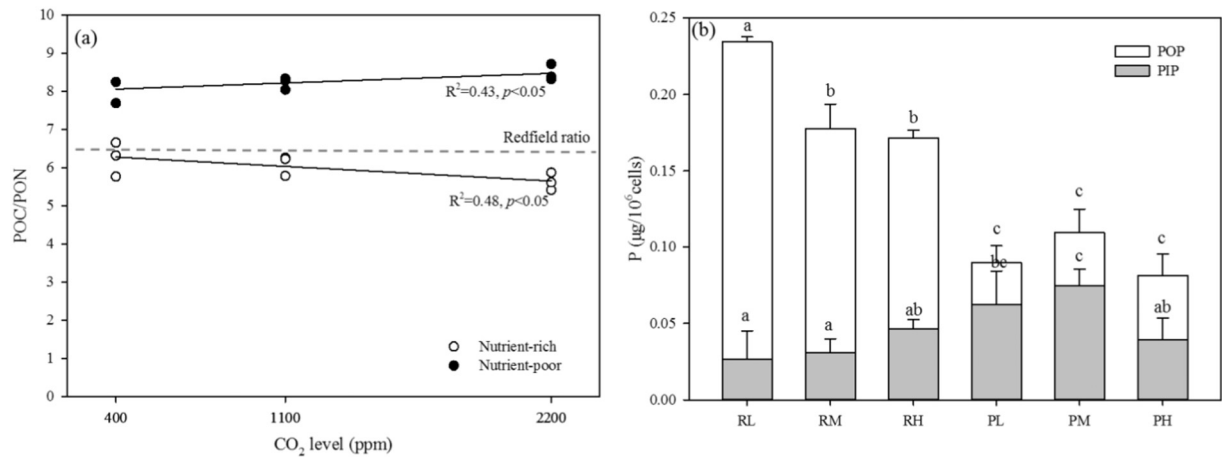 (a)
10
9
8
7
6
5
4
3
2
1
0
POC/PON
R²=0.43, p<0.05
Redfield ratio
R²=0.48, p<0.05
Nutrient-rich
Nutrient-poor
400 1100 2200
CO₂ level (ppm)
(b)
0.25
0.20
0.15
0.10
0.05
0.00
P (μg/10⁶cells)
POP
PIP
a
b
b
c
c
c
a
a
ab
bc
c
ab
RL RM RH PL PM PH